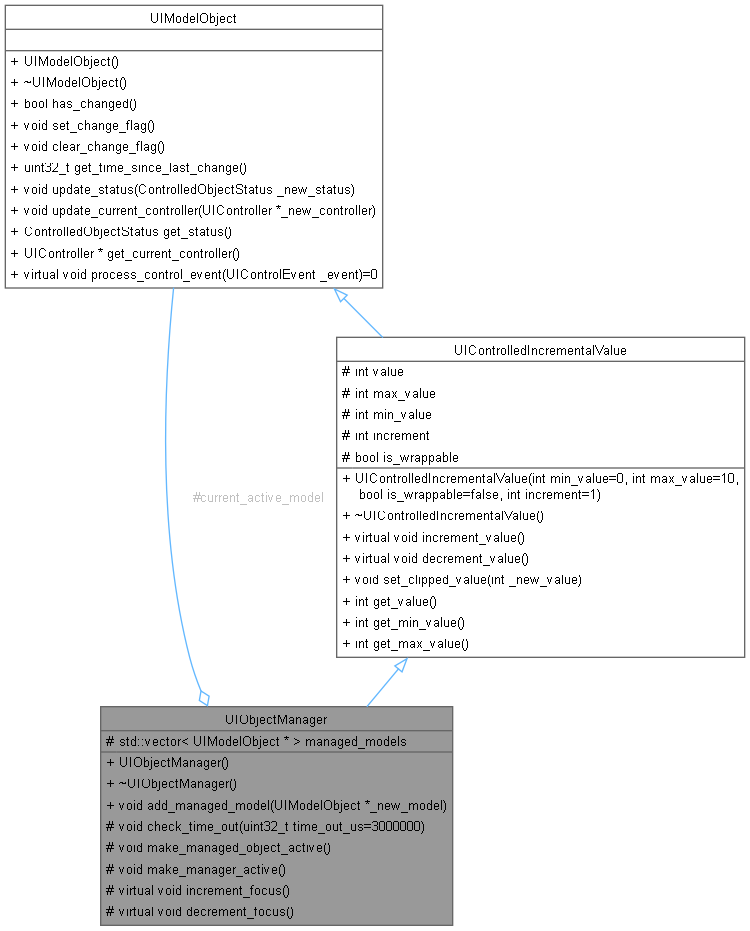 UIModelObject
+ UIModelObject()
+ ~UIModelObject()
+ bool has_changed()
+ void set_change_flag()
+ void clear_change_flag()
+ uint32_t get_time_since_last_change()
+ void update_status(ControlledObjectStatus _new_status)
+ void update_current_controller(UIController *_new_controller)
+ ControlledObjectStatus get_status()
+ UIController * get_current_controller()
+ virtual void process_control_event(UIControlEvent _event)=0
UIControlledIncrementalValue
# int value
# int max_value
# int min_value
# int increment
# bool is_wrappable
+ UIControlledIncrementalValue(int min_value=0, int max_value=10,
bool is_wrappable=false, int increment=1)
+ ~UIControlledIncrementalValue()
+ virtual void increment_value()
+ virtual void decrement_value()
+ void set_clipped_value(int _new_value)
+ int get_value()
+ int get_min_value()
+ int get_max_value()
#current_active_model
UIObjectManager
# std::vector< UIModelObject * > managed_models
+ UIObjectManager()
+ ~UIObjectManager()
+ void add_managed_model(UIModelObject *_new_model)
# void check_time_out(uint32_t time_out_us=3000000)
# void make_managed_object_active()
# void make_manager_active()
# virtual void increment_focus()
# virtual void decrement_focus()